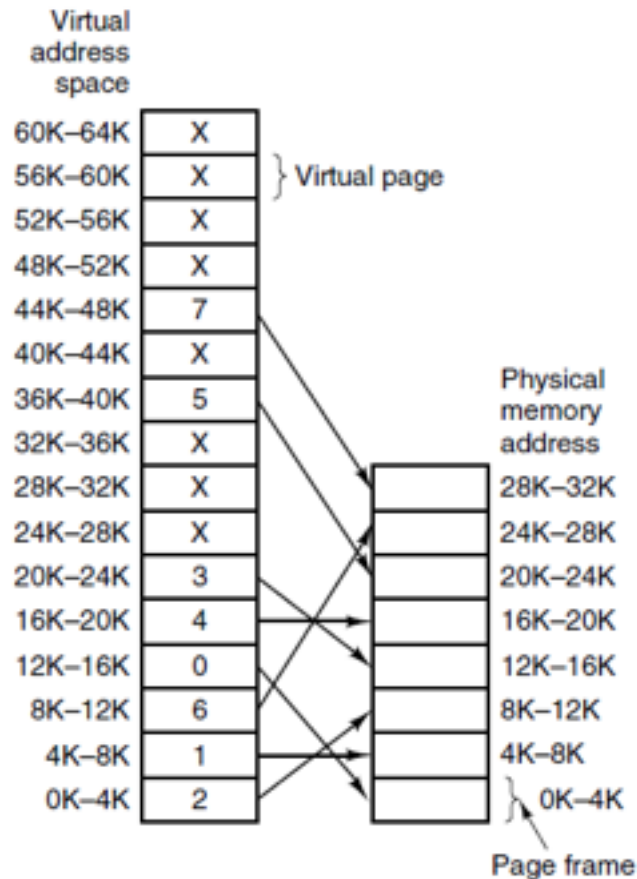 Virtual
address
space
60K–64K X
56K–60K X Virtual page
52K–56K X
48K–52K X
44K–48K 7
40K–44K X
36K–40K 5
32K–36K X
28K–32K X
24K–28K X
20K–24K 3
16K–20K 4
12K–16K 0
8K–12K 6
4K–8K 1
0K–4K 2
Physical
memory
address
28K–32K
24K–28K
20K–24K
16K–20K
12K–16K
8K–12K
4K–8K
0K–4K
Page frame